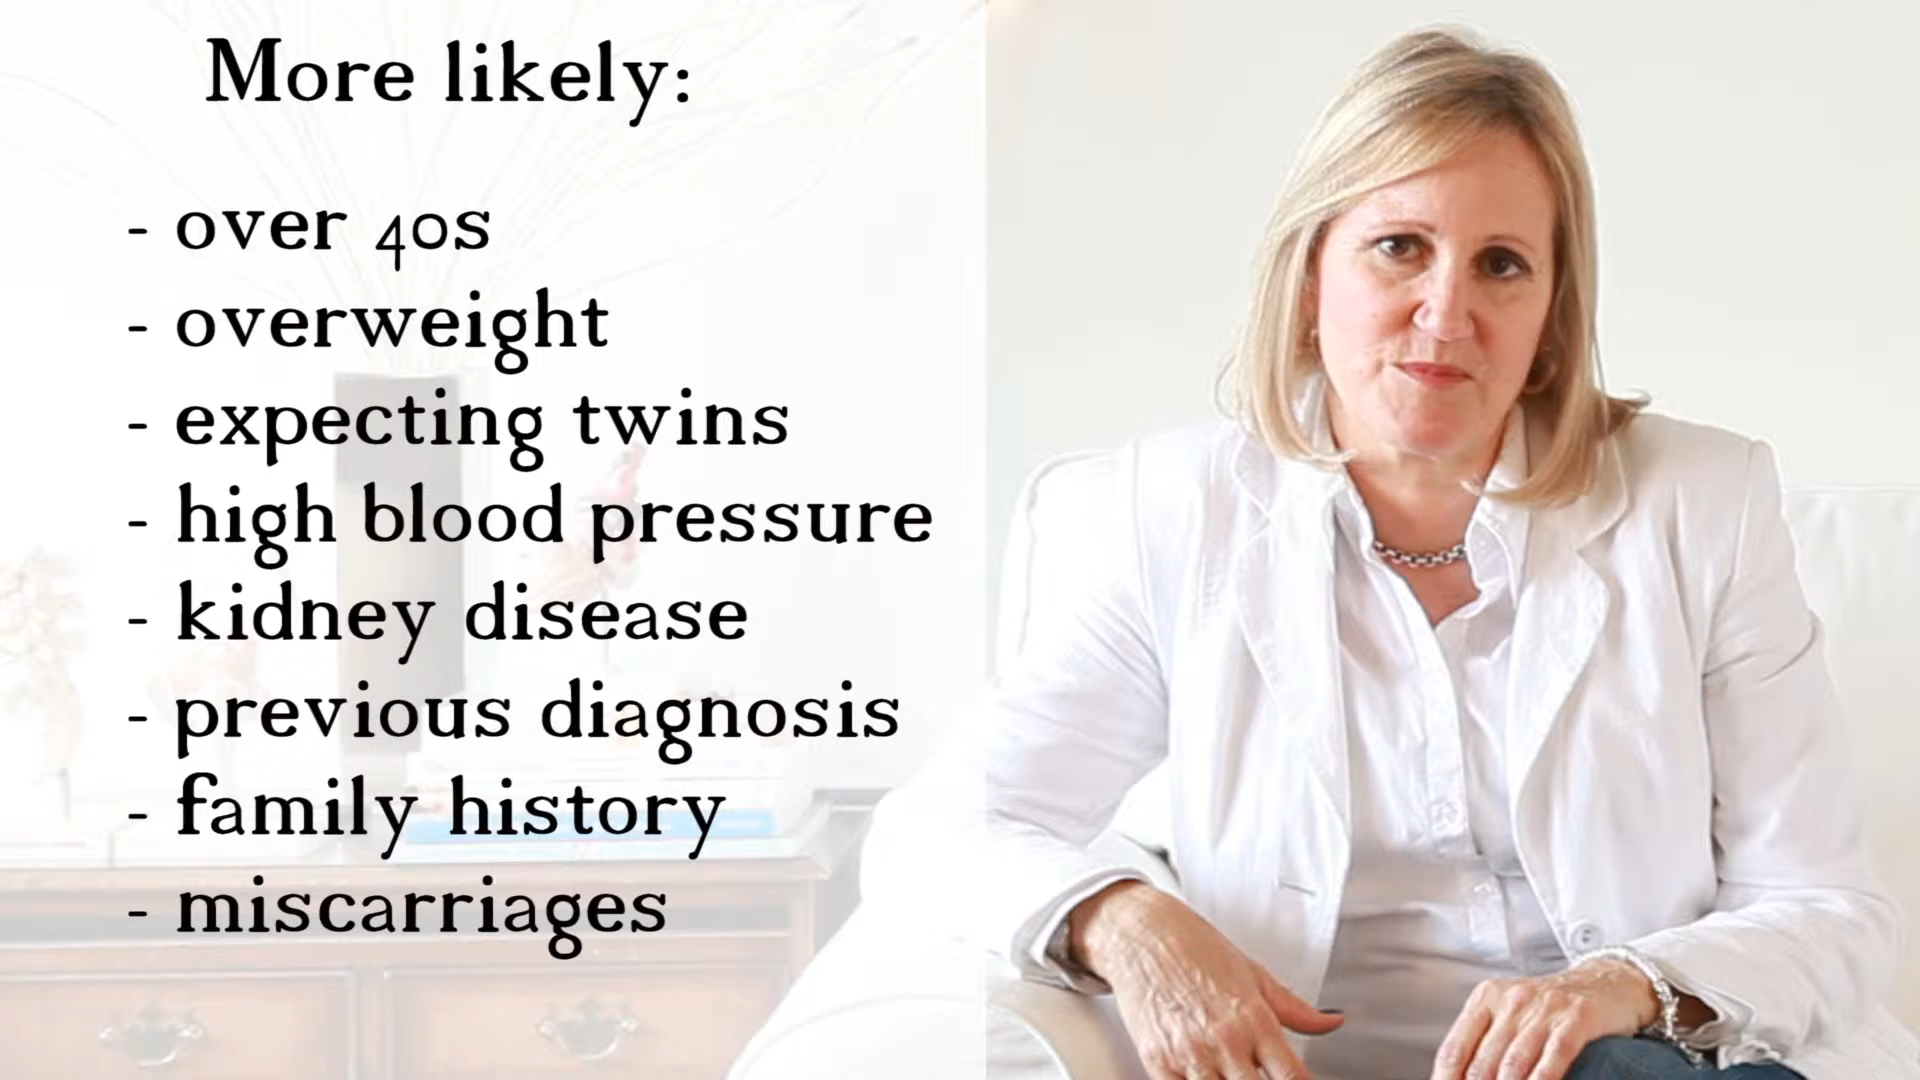 More likely:
- over 40s
- overweight
- expecting twins
- high blood pressure
- kidney disease
- previous diagnosis
- family history
- miscarriages